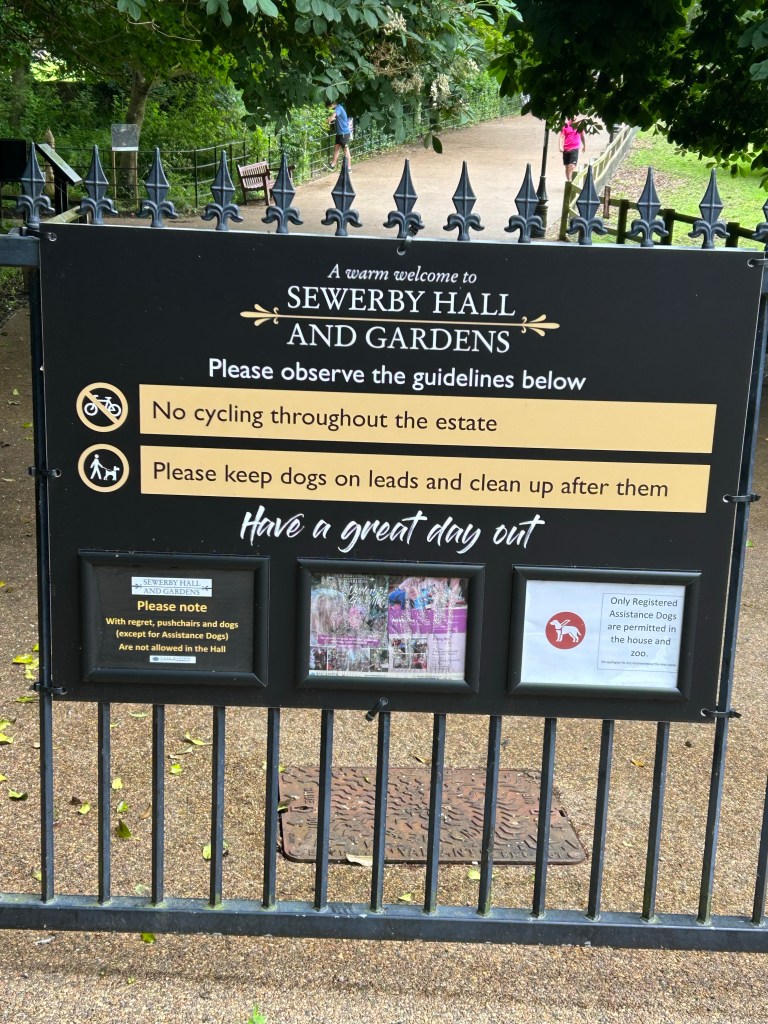 A warm welcome to
SEWERBY HALL
AND GARDENS
Please observe the guidelines below
No cycling throughout the estate
Please keep dogs on leads and clean up after them
Have a great day out
SEWERBY HALL
AND GARDENS
Please note
With regret, pushchairs and dogs
(except for Assistance Dogs)
Are not allowed in the Hall
Only Registered
Assistance Dogs
are permitted in
the house and
zoo.